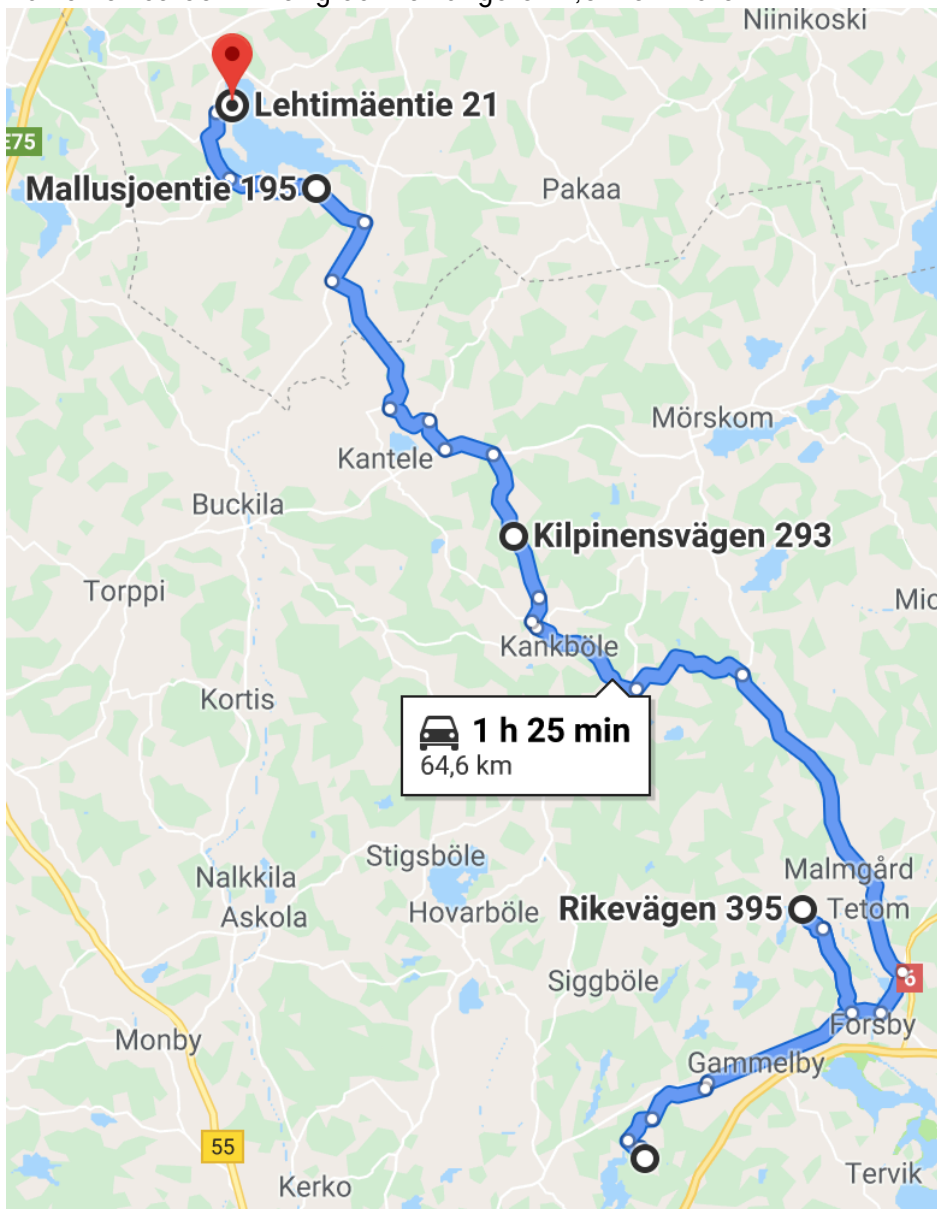 Niinikoski
Lehtimäentie 21
E75
Mallusjoentie 195
Pakaa
Mörskom
Kantele
Buckila
Kilpinensvägen 293
Torppi
Mic
Kankböle
Kortis
1 h 25 min
64,6 km
Stigsböle
Malmgård
Nalkkila
Rikevägen 395
Tetom
Hovarböle
Askola
Siggböle
6
Forsby
Monby
Gammelby
55
Tervik
Kerko